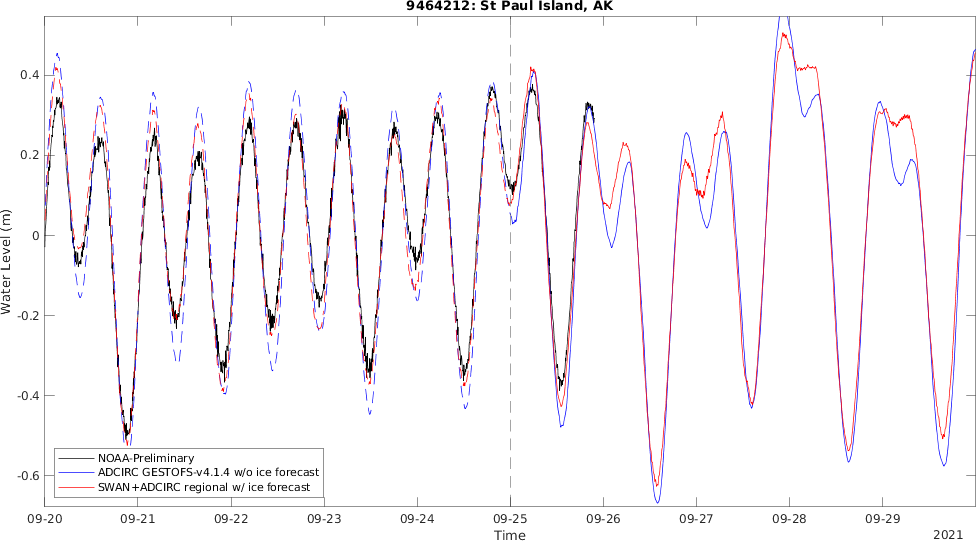 9464212: St Paul Island, AK
Water Level (m)
0.4
0.2
0
-0.2
-0.4
-0.6
NOAA-Preliminary
ADCIRC GESTOFS-v4.1.4 w/o ice forecast
SWAN+ADCIRC regional w/ ice forecast
09-20 09-21 09-22 09-23 09-24 09-25 09-26 09-27 09-28 09-29
Time
2021